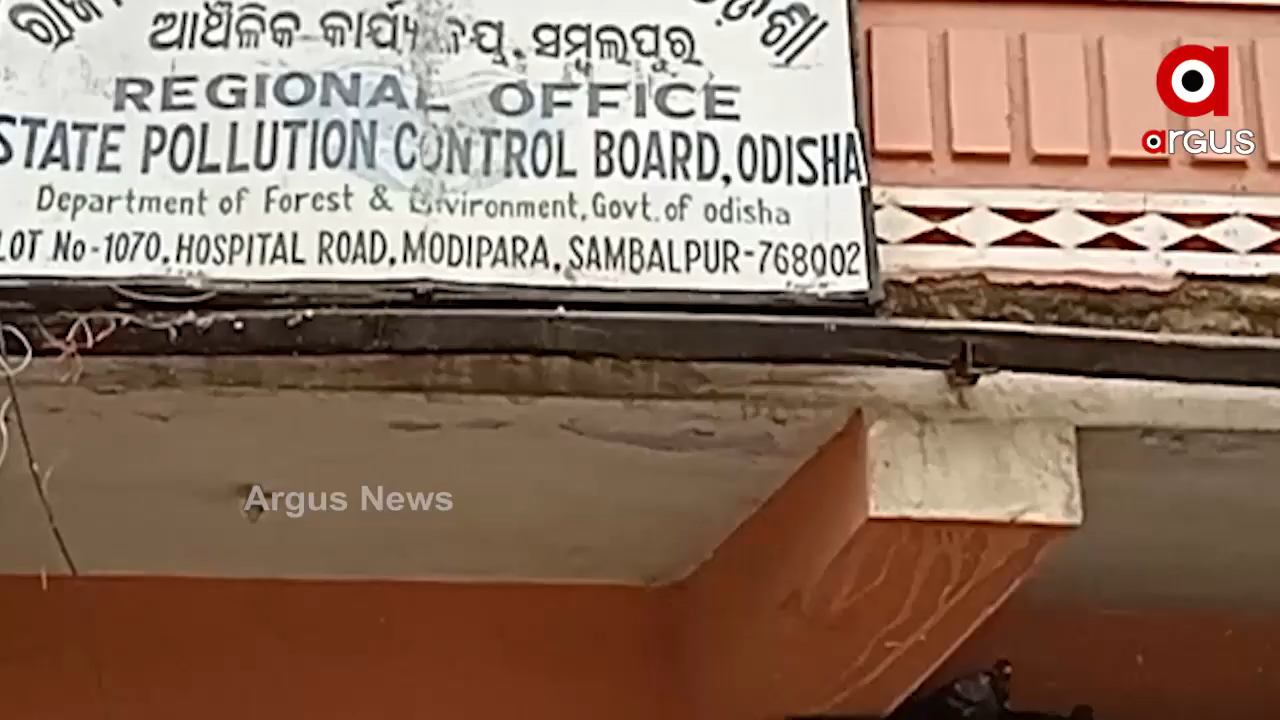 ଆଞ୍ଚଳିକ କାର୍ଯ୍ୟାଳୟ, ସମ୍ବଲପୁର
REGIONAL OFFICE
STATE POLLUTION CONTROL BOARD, ODISHA
Department of Forest & Environment, Govt. of odisha
LOT No-1070, HOSPITAL ROAD, MODIPARA, SAMBALPUR-768002
argus
Argus News